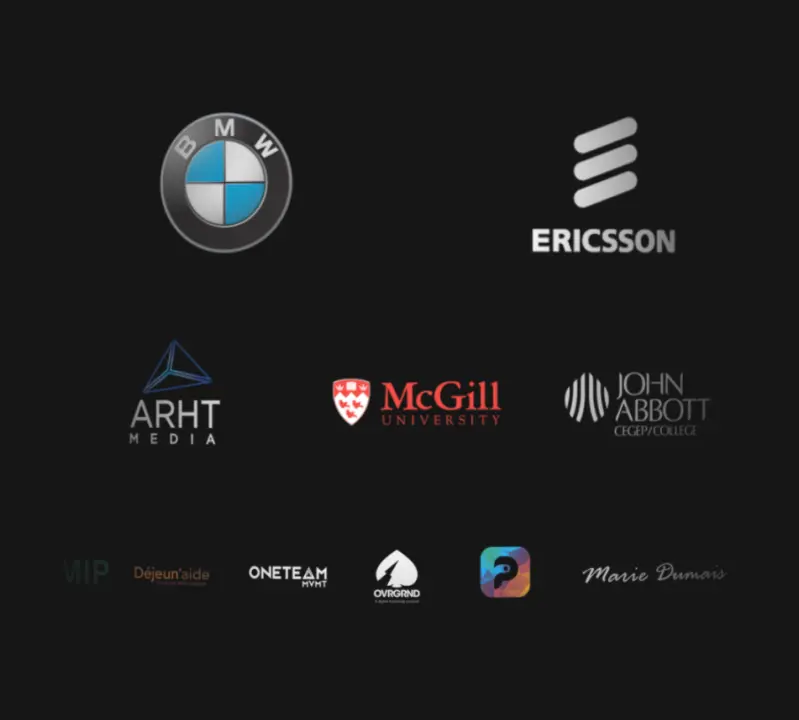 BMW
ERICSSON
ARHT
MEDIA
McGill
UNIVERSITY
JOHN
ABBOTT
CEGEP/COLLEGE
MIP
Déjeun'aide
ONETEAM
MVMT
OVRGRND
Marie Dumais